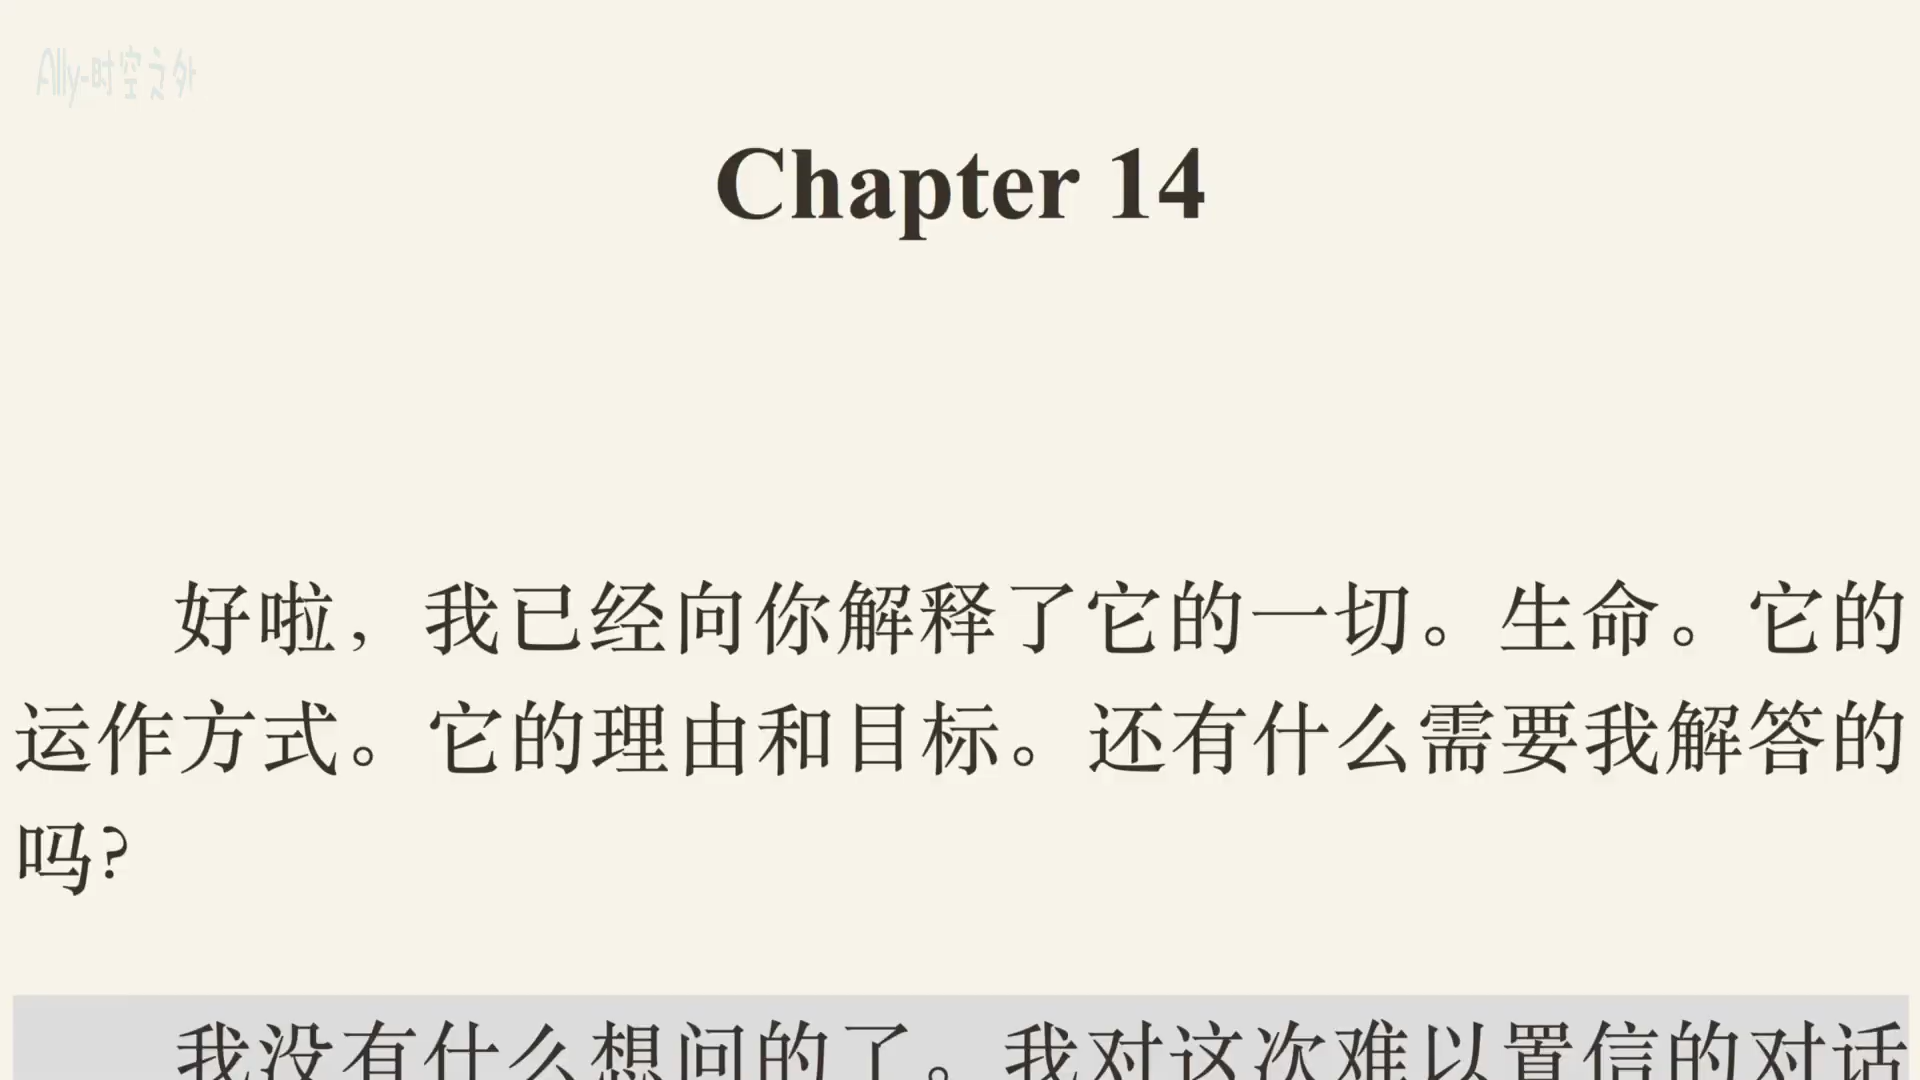 Ally-时空之外
Chapter 14
好啦，我已经向你解释了它的一切。生命。它的
运作方式。它的理由和目标。还有什么需要我解答的
吗?
我没有什么想问的了。我对这次难以置信的对话